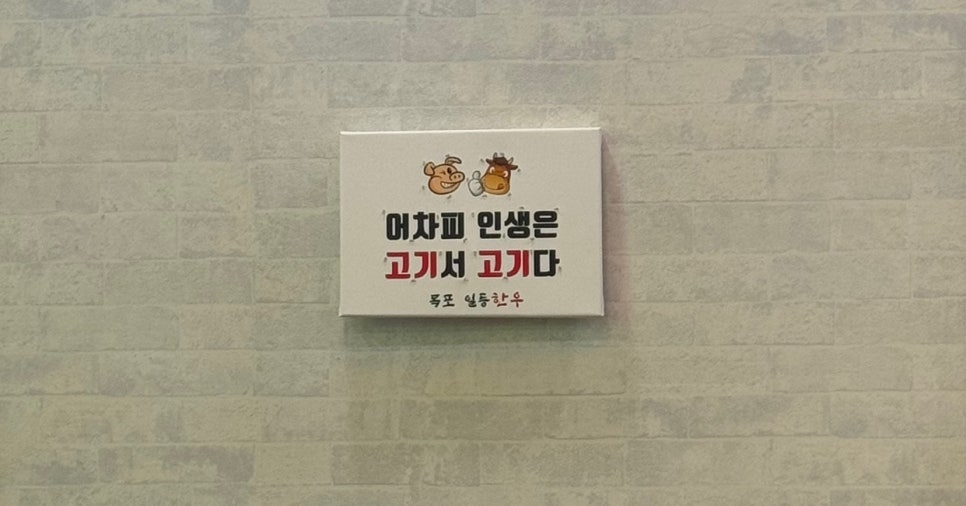 어차피 인생은
고기서 고기다
목포 일등한우